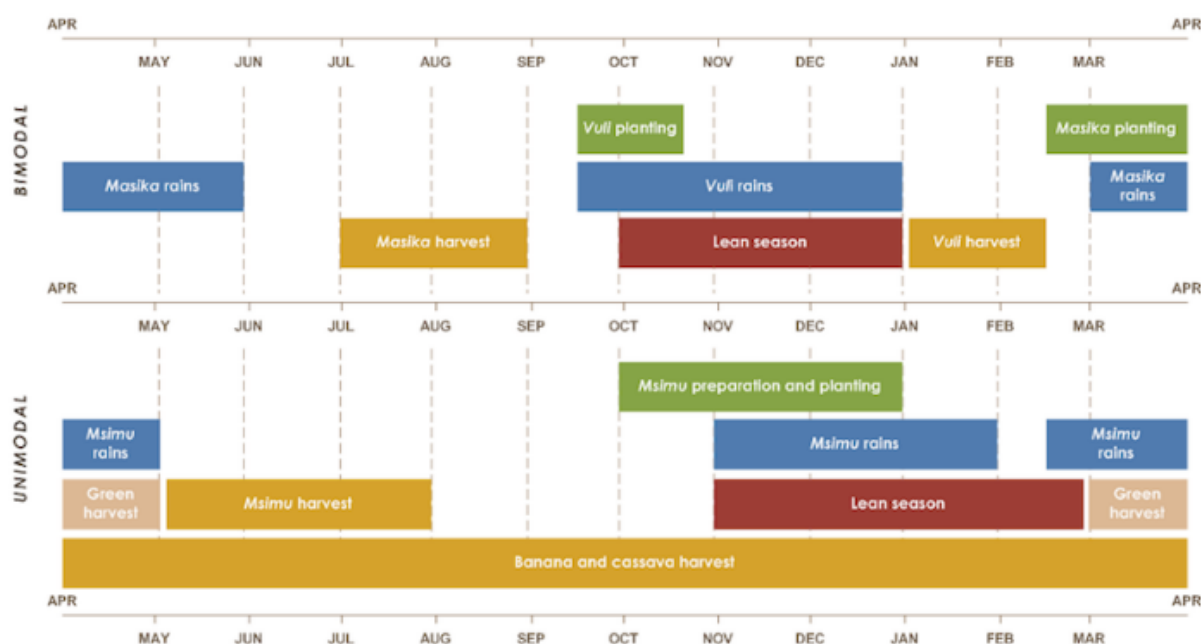 APR APR
MAY JUN JUL AUG SEP OCT NOV DEC JAN FEB MAR
BIMODAL
Vuli planting
Masika planting
Masika rains
Vuli rains
Masika
rains
Masika harvest
Lean season
Vuli harvest
APR APR
MAY JUN JUL AUG SEP OCT NOV DEC JAN FEB MAR
UNIMODAL
Msimu preparation and planting
Msimu
rains
Msimu rains
Msimu
rains
Green
harvest
Msimu harvest
Lean season
Green
harvest
Banana and cassava harvest
APR APR
MAY JUN JUL AUG SEP OCT NOV DEC JAN FEB MAR